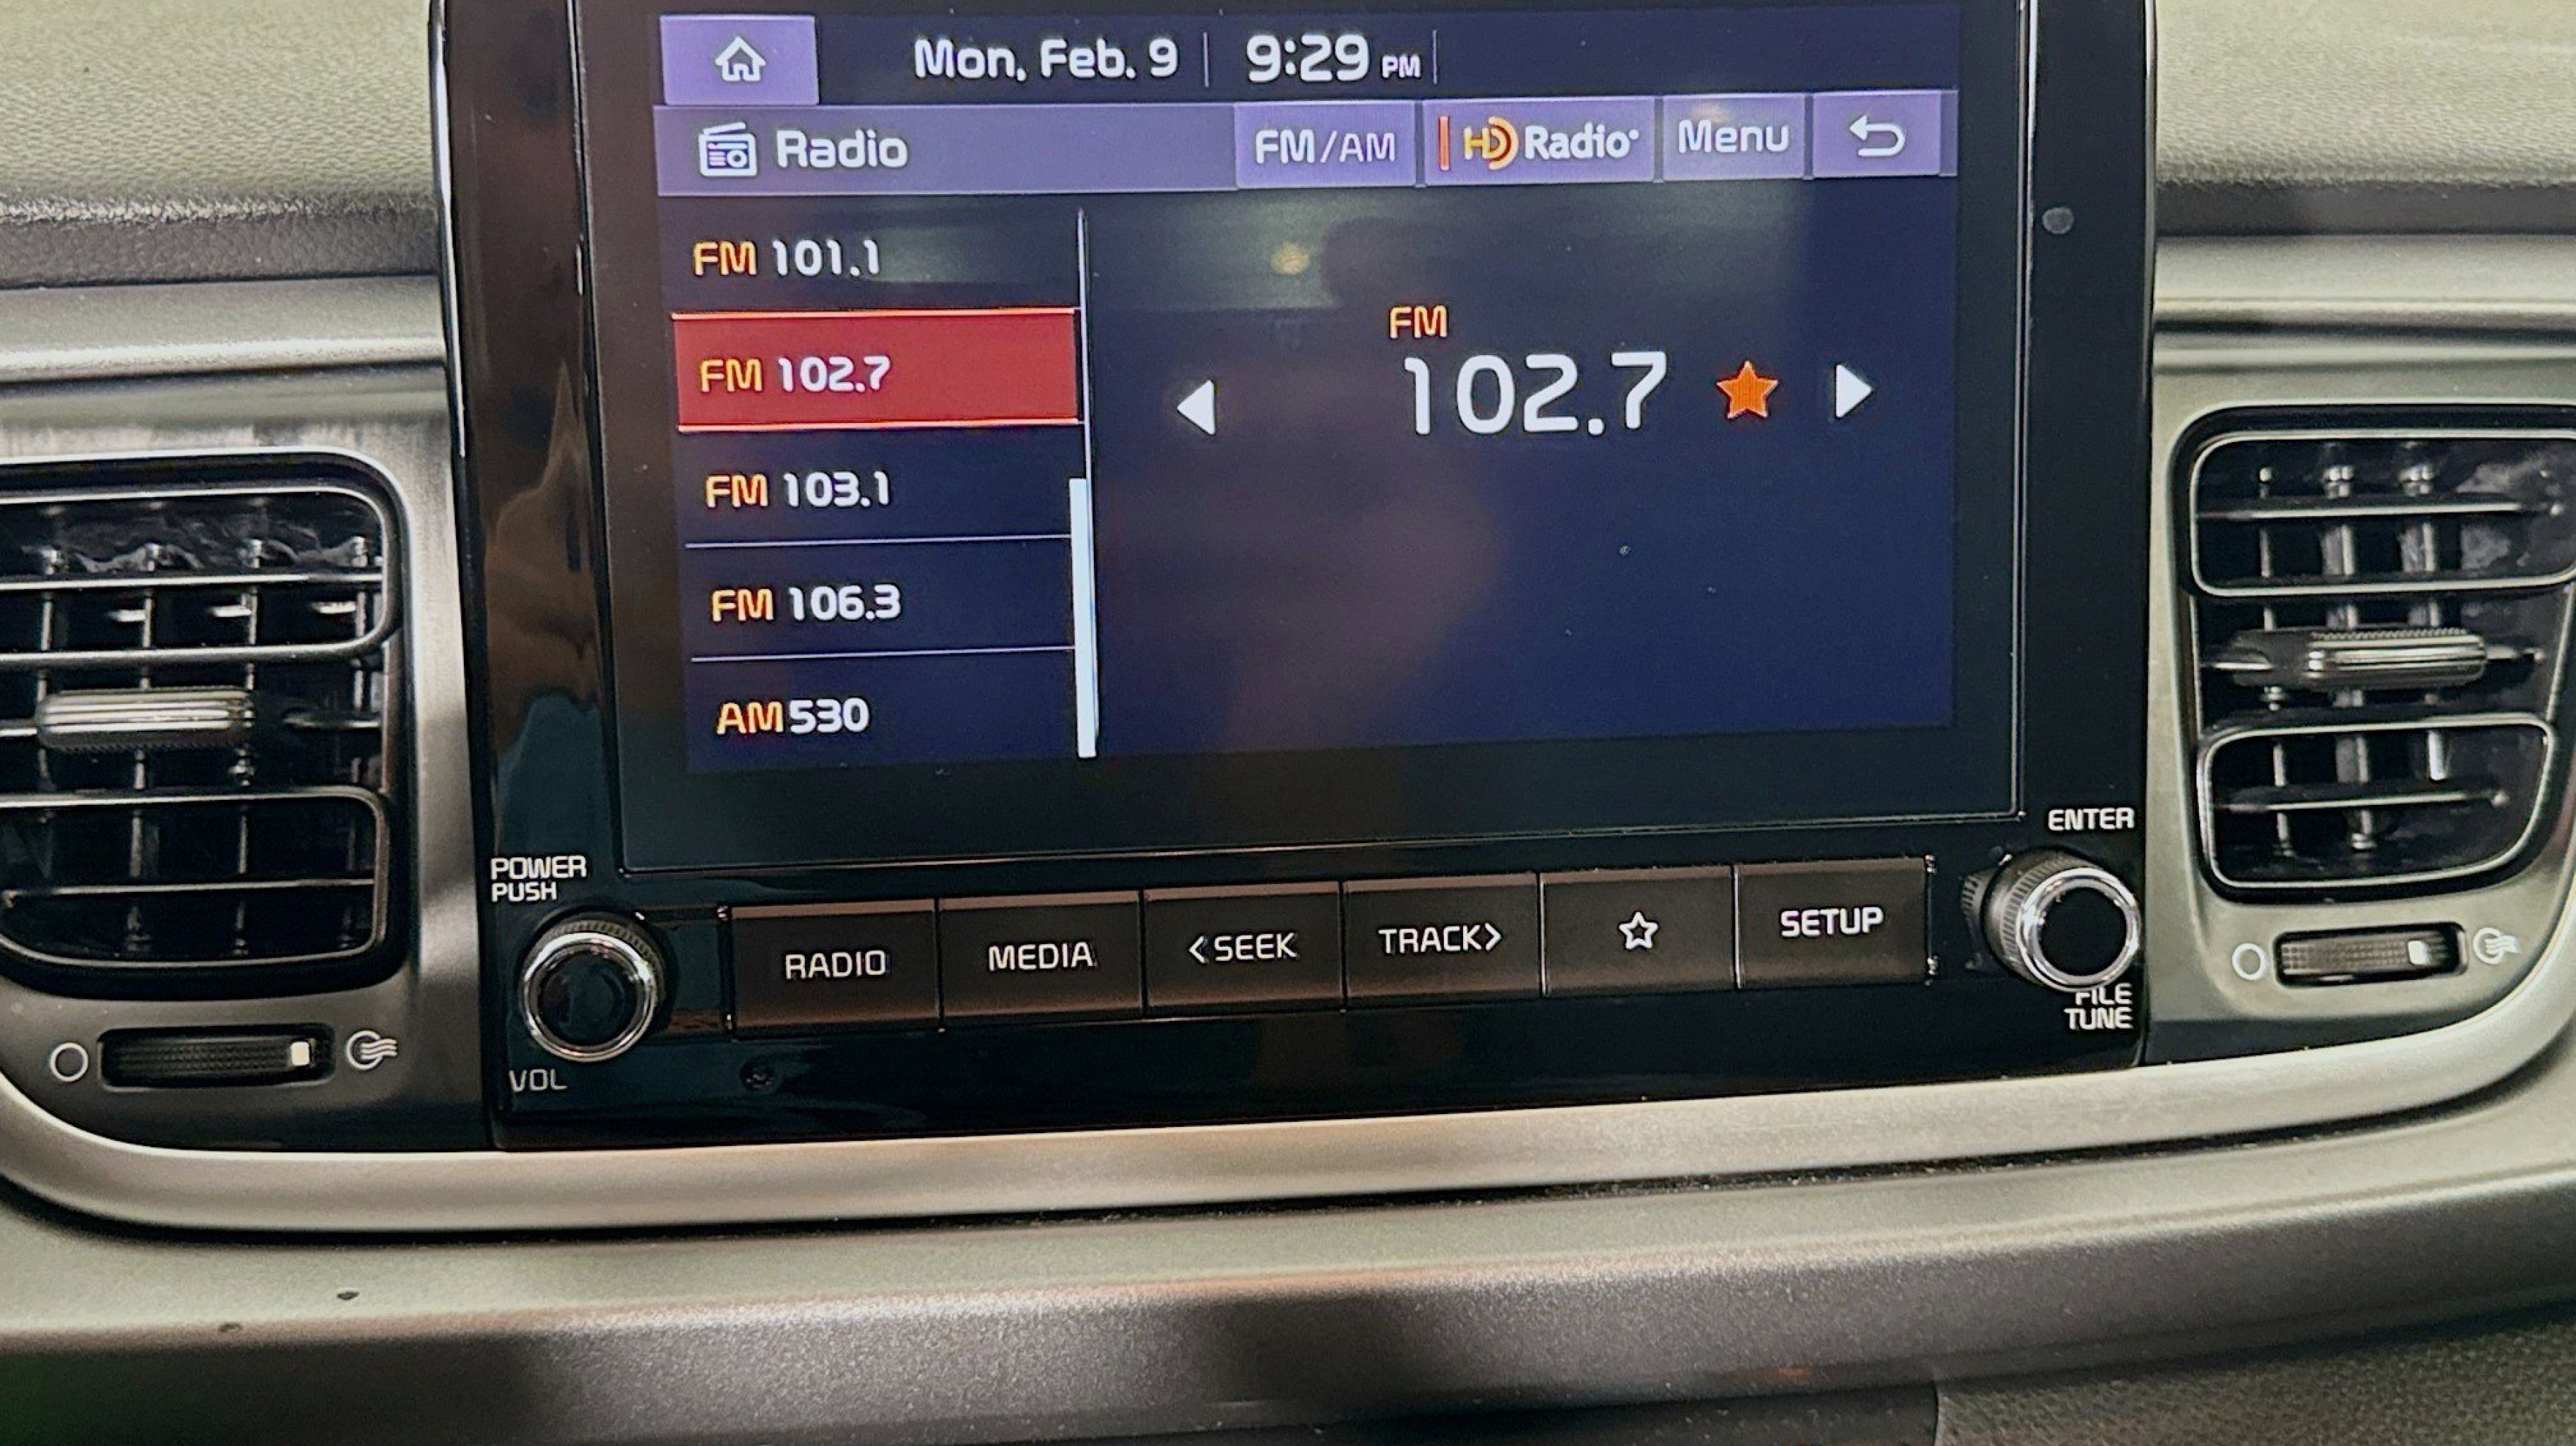 Mon, Feb. 9 9:29 PM
Radio FM/AM HD Radio Menu
FM 101.1
FM 102.7
FM 103.1
FM 106.3
AM 530
FM
102.7
ENTER
POWER
PUSH
RADIO MEDIA <SEEK TRACK> SETUP
FILE
TUNE
VOL